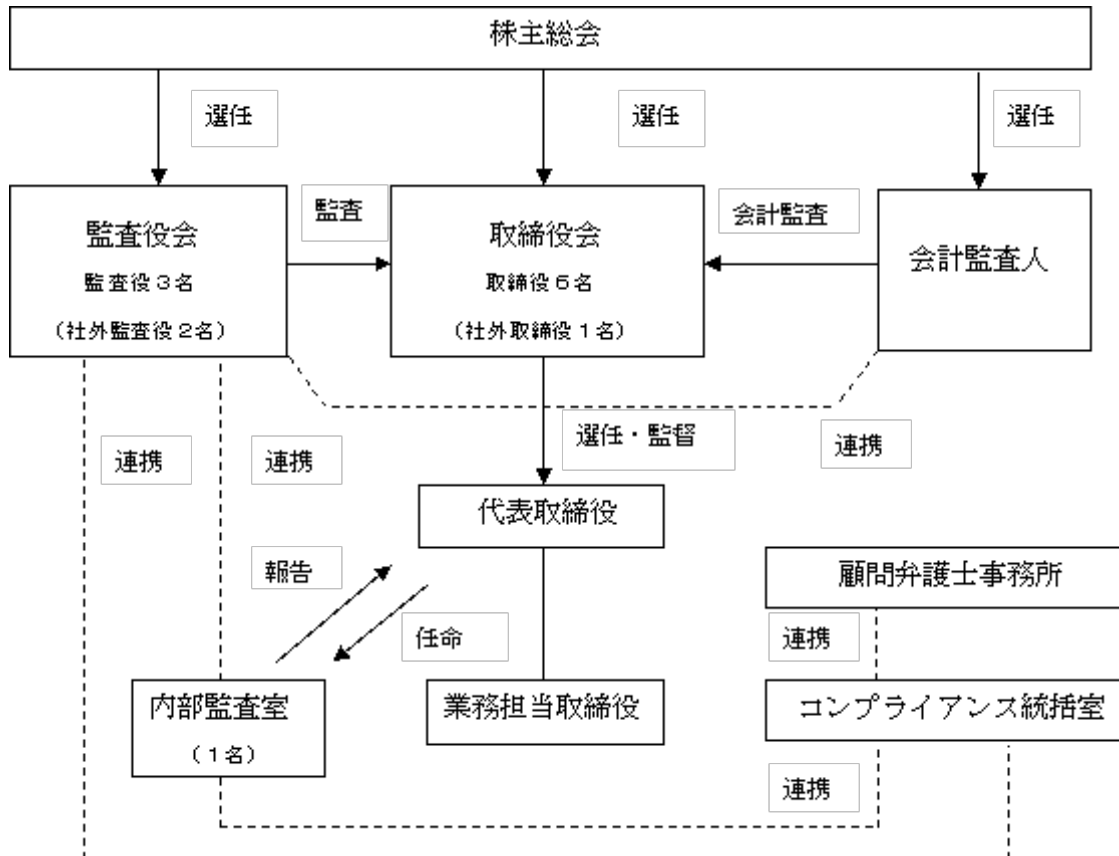 株主総会
選任
選任
選任
監査役会
監査役3名
(社外監査役2名)
監査
取締役会
取締役6名
(社外取締役1名)
会計監査
会計監査人
連携
連携
選任・監督
連携
代表取締役
報告
任命
顧問弁護士事務所
連携
内部監査室
(1名)
業務担当取締役
コンプライアンス統括室
連携